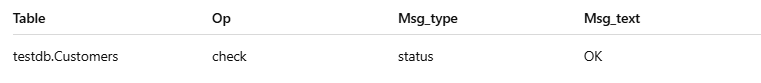 Table Op Msg_type Msg_text
testdb.Customers check status OK